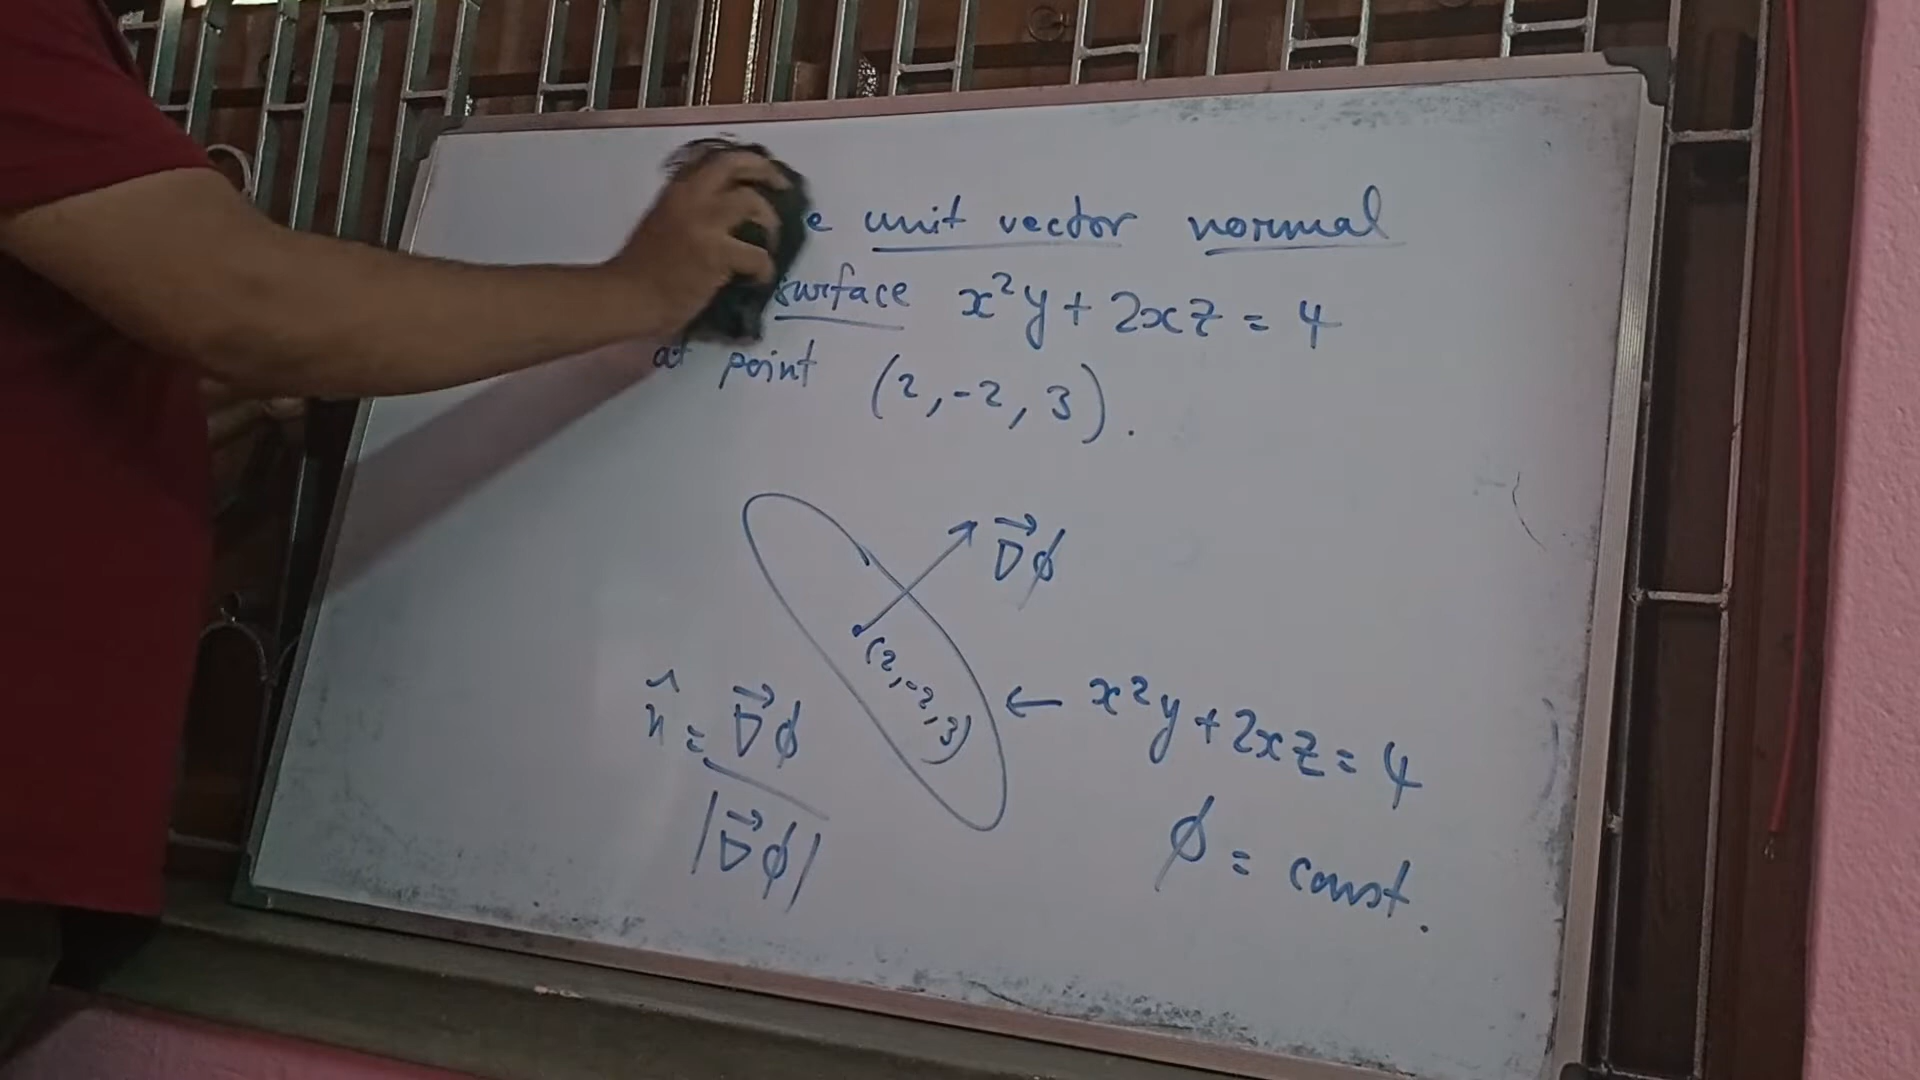 e unit vector normal
surface x²y + 2xz = 4
at point (2, -2, 3).
∇⃗ϕ
(2, -2, 3)
← x²y + 2xz = 4
n̂ = ∇⃗ϕ / |∇⃗ϕ|
ϕ = const.